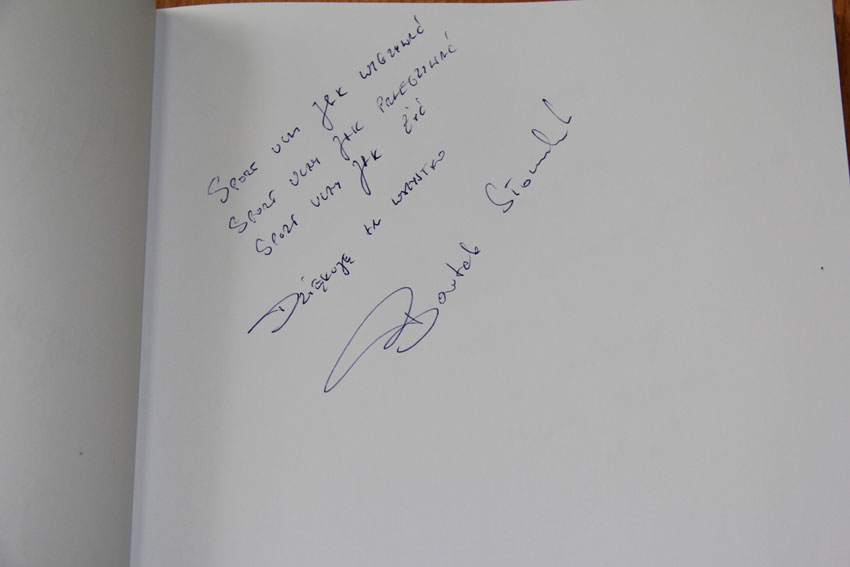 Sport uczy jak wygrywać
Sport uczy jak przegrywać
Sport uczy jak żyć
Dziękuję za wszystko
Bartek